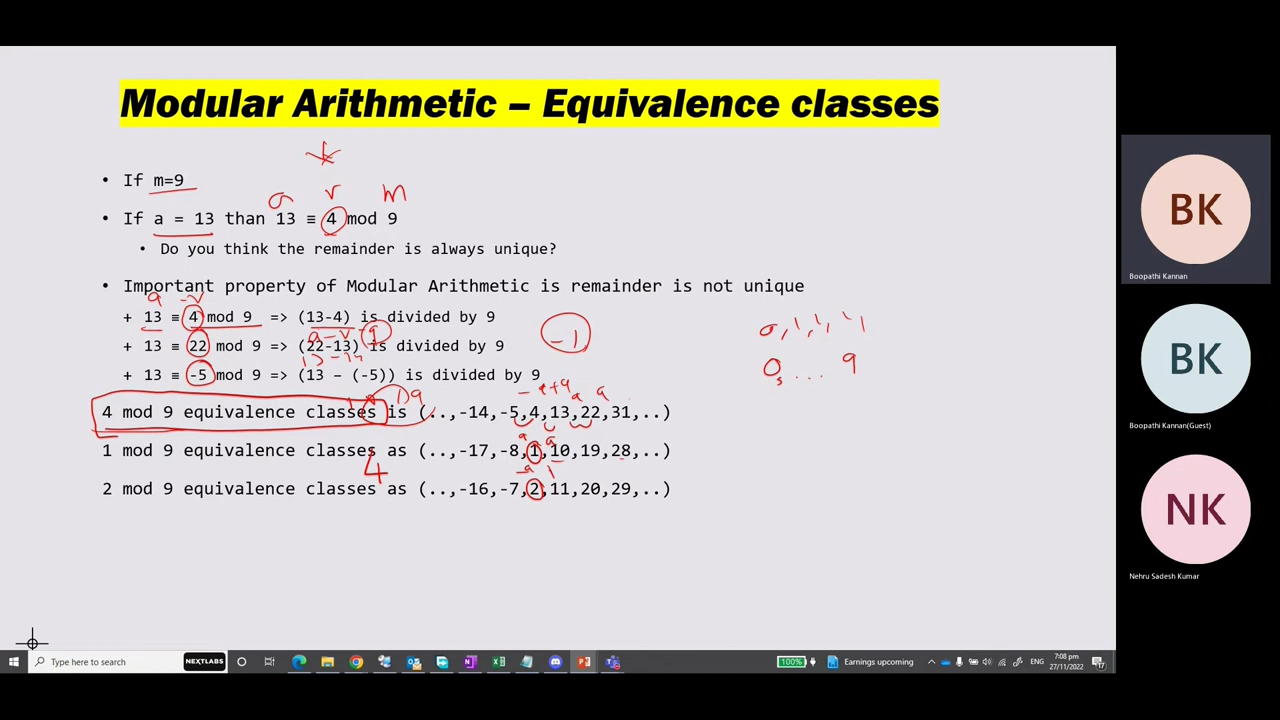 Modular Arithmetic – Equivalence classes
• If m=9
a r m
• If a = 13 than 13 ≡ 4 mod 9
• Do you think the remainder is always unique?
• Important property of Modular Arithmetic is remainder is not unique
+ 13 ≡ 4 mod 9 => (13-4) is divided by 9
+ 13 ≡ 22 mod 9 => (22-13) is divided by 9
+ 13 ≡ -5 mod 9 => (13 – (-5)) is divided by 9
-1
0 9
4 mod 9 equivalence classes is (..,-14, -5,4,13,22,31,..)
1 mod 9 equivalence classes as (..,-17, -8,1,10,19,28,..)
4
2 mod 9 equivalence classes as (..,-16,-7,2,11,20,29,..)
BK
Boopathi Kannan
BK
Boopathi Kannan(Guest)
NK
Nehru Sadesh Kumar
Type here to search
NEXTLABS
100%
Earnings upcoming
ENG
7:08 pm
27/11/2022
17